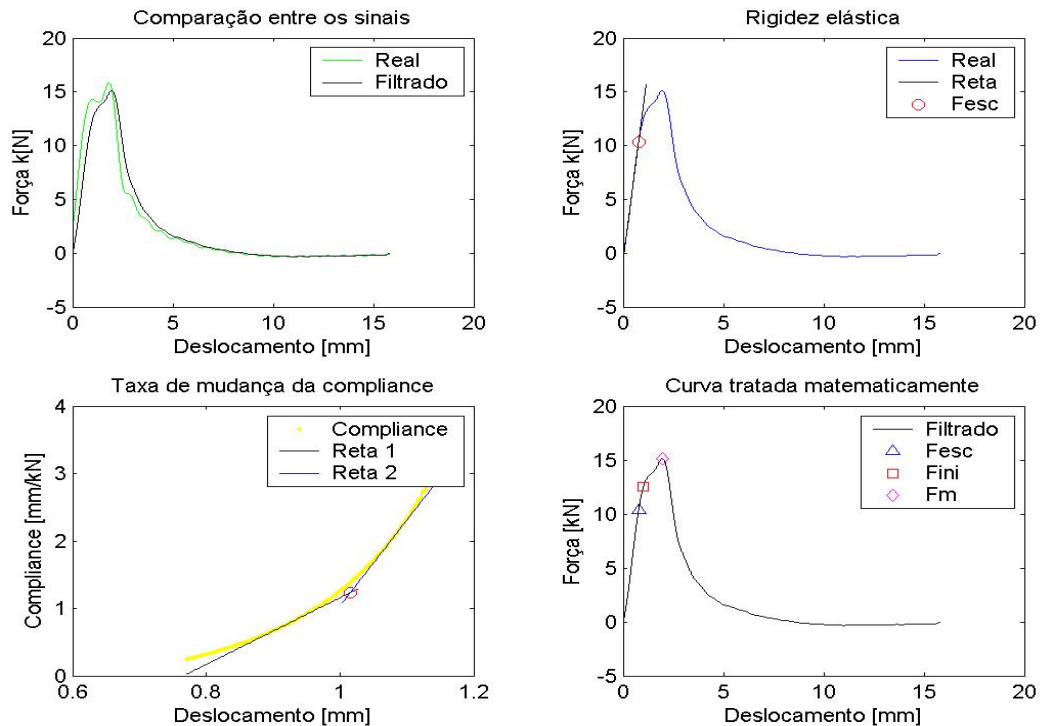 Comparação entre os sinais
20
15
10
5
0
-5
Força k[N]
Real
Filtrado
0 5 10 15 20
Deslocamento [mm]
Rigidez elástica
20
15
10
5
0
-5
Força k[N]
Real
Reta
Fesc
0 5 10 15 20
Deslocamento [mm]
Taxa de mudança da compliance
4
3
2
1
0
Compliance [mm/kN]
Compliance
Reta 1
Reta 2
0.6 0.8 1 1.2
Deslocamento [mm]
Curva tratada matematicamente
20
15
10
5
0
-5
Força [kN]
Filtrado
Fesc
Fini
Fm
0 5 10 15 20
Deslocamento [mm]